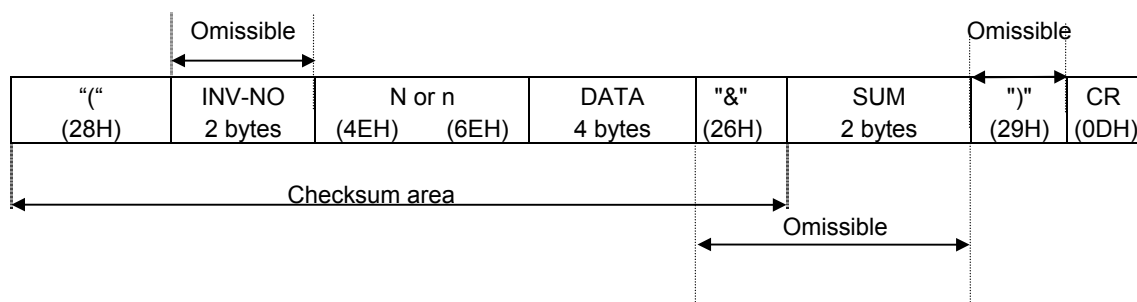 Omissible Omissible
“(“ INV-NO N or n DATA "&" SUM ")" CR
(28H) 2 bytes (4EH) (6EH) 4 bytes (26H) 2 bytes (29H) (0DH)
Checksum area
Omissible